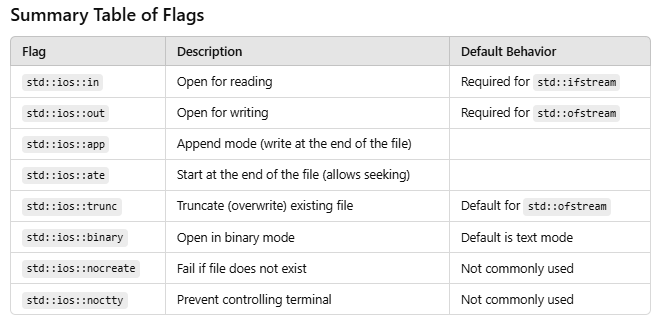 Summary Table of Flags
Flag Description Default Behavior
std::ios::in Open for reading Required for std::ifstream
std::ios::out Open for writing Required for std::ofstream
std::ios::app Append mode (write at the end of the file)
std::ios::ate Start at the end of the file (allows seeking)
std::ios::trunc Truncate (overwrite) existing file Default for std::ofstream
std::ios::binary Open in binary mode Default is text mode
std::ios::nocreate Fail if file does not exist Not commonly used
std::ios::noctty Prevent controlling terminal Not commonly used